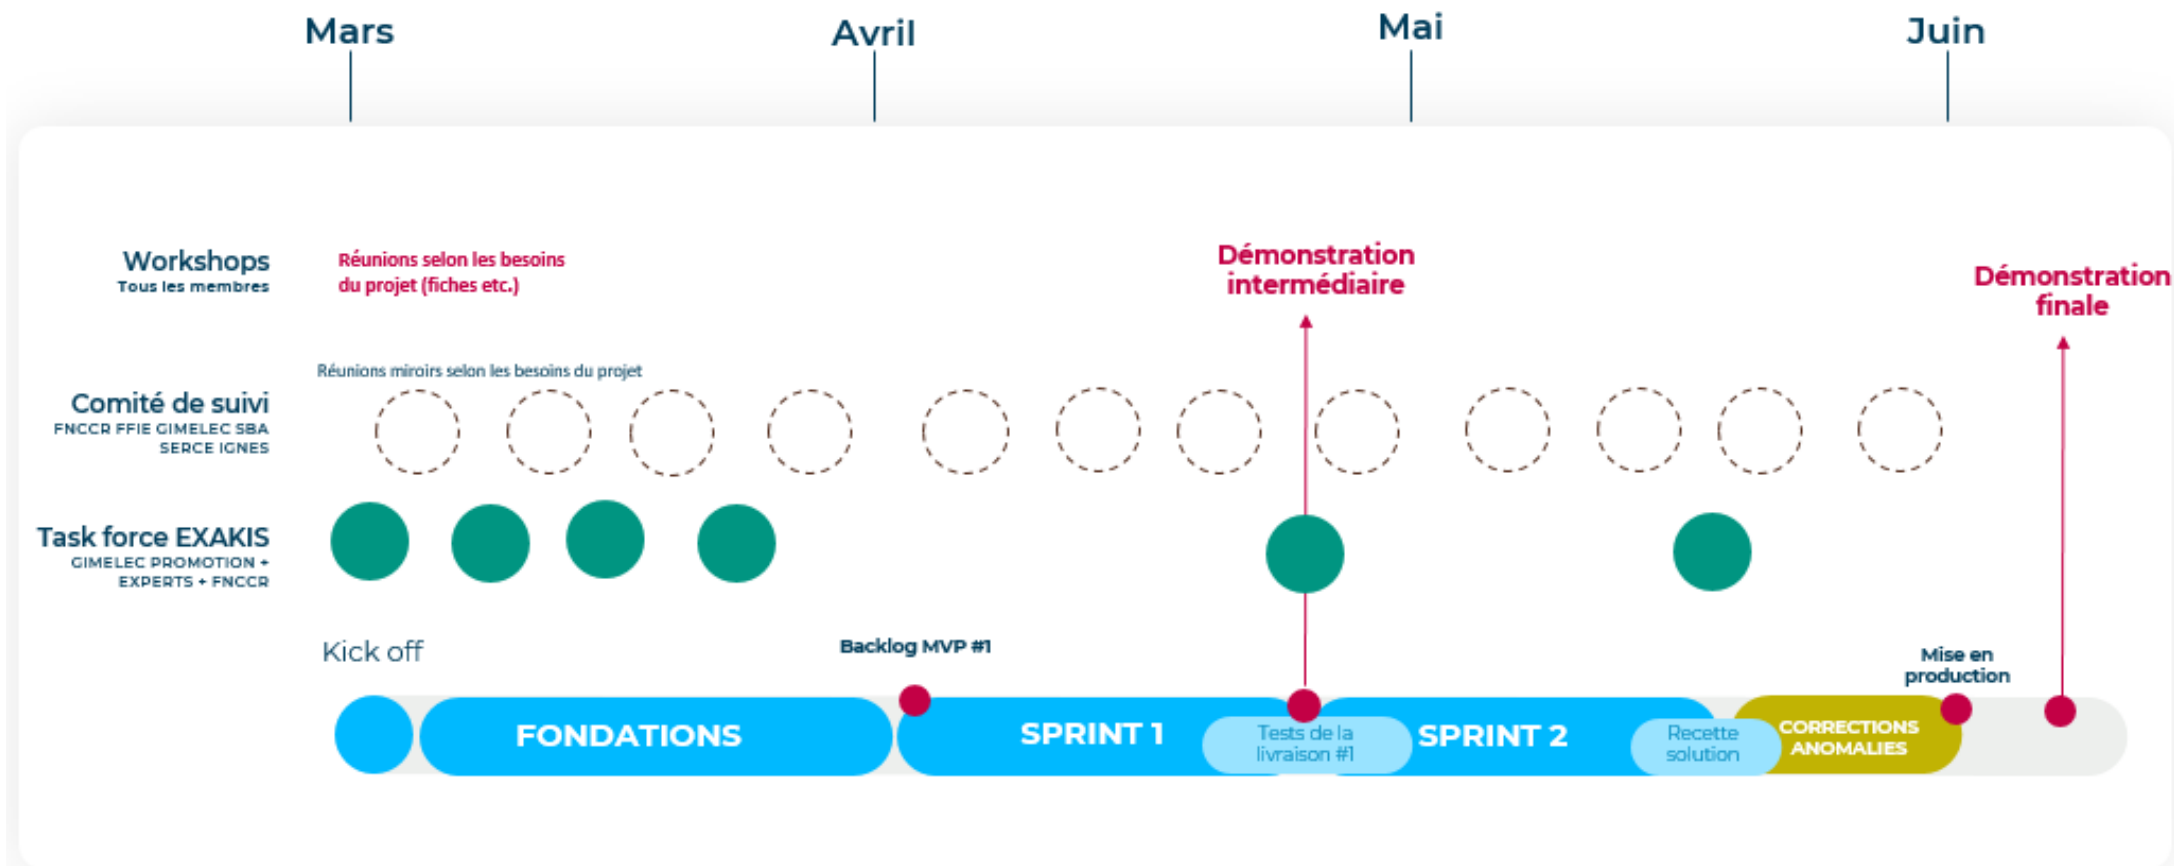 Mars
Avril
Mai
Juin
Workshops
Tous les membres
Réunions selon les besoins
du projet (fiches etc.)
Démonstration
intermédiaire
Démonstration
finale
Réunions miroirs selon les besoins du projet
Comité de suivi
FNCCR FFIE GIMELEC SBA
SERCE IGNES
Task force EXAKIS
GIMELEC PROMOTION +
EXPERTS + FNCCR
Kick off
Backlog MVP #1
Mise en
production
FONDATIONS
SPRINT 1
Tests de la
livraison #1
SPRINT 2
Recette
solution
CORRECTIONS
ANOMALIES